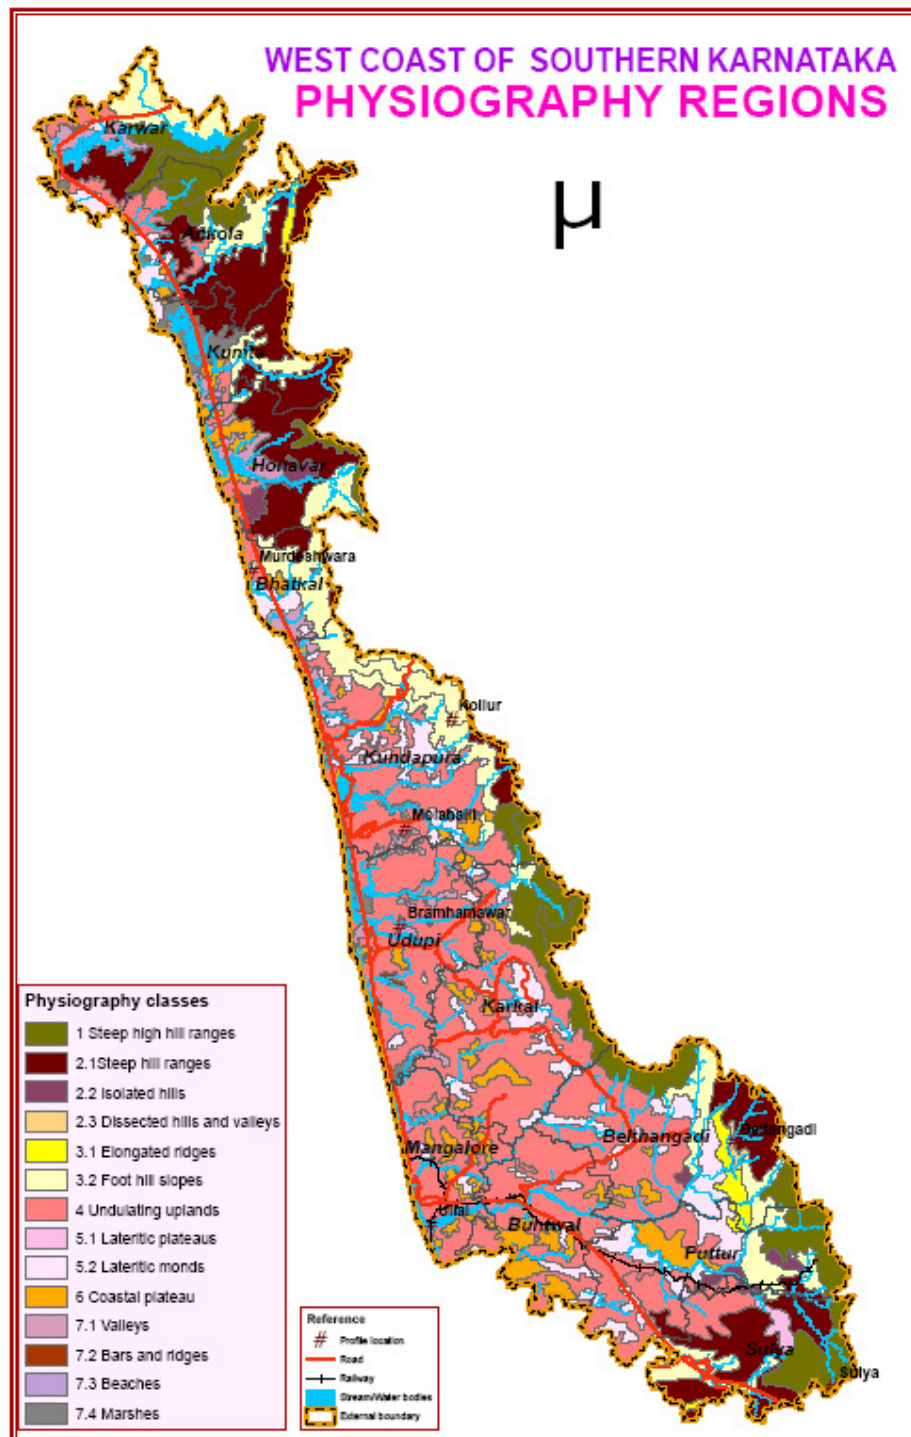 WEST COAST OF SOUTHERN KARNATAKA
PHYSIOGRAPHY REGIONS
µ
Karwar
Ankola
Kumta
Honavar
Murdeshwara
Bhatkal
Kollur
Kundapura
Molahalli
Bramhamawar
Udupi
Karkal
Mangalore
Belthangadi
Beltangadi
Ullal
Buntwal
Puttur
Sulya
Sulya
Physiography classes
1 Steep high hill ranges
2.1Steep hill ranges
2.2 Isolated hills
2.3 Dissected hills and valleys
3.1 Elongated ridges
3.2 Foot hill slopes
4 Undulating uplands
5.1 Lateritic plateaus
5.2 Lateritic monds
6 Coastal plateau
7.1 Valleys
7.2 Bars and ridges
7.3 Beaches
7.4 Marshes
Reference
# Profile location
Road
Railway
Stream/Water bodies
External boundary